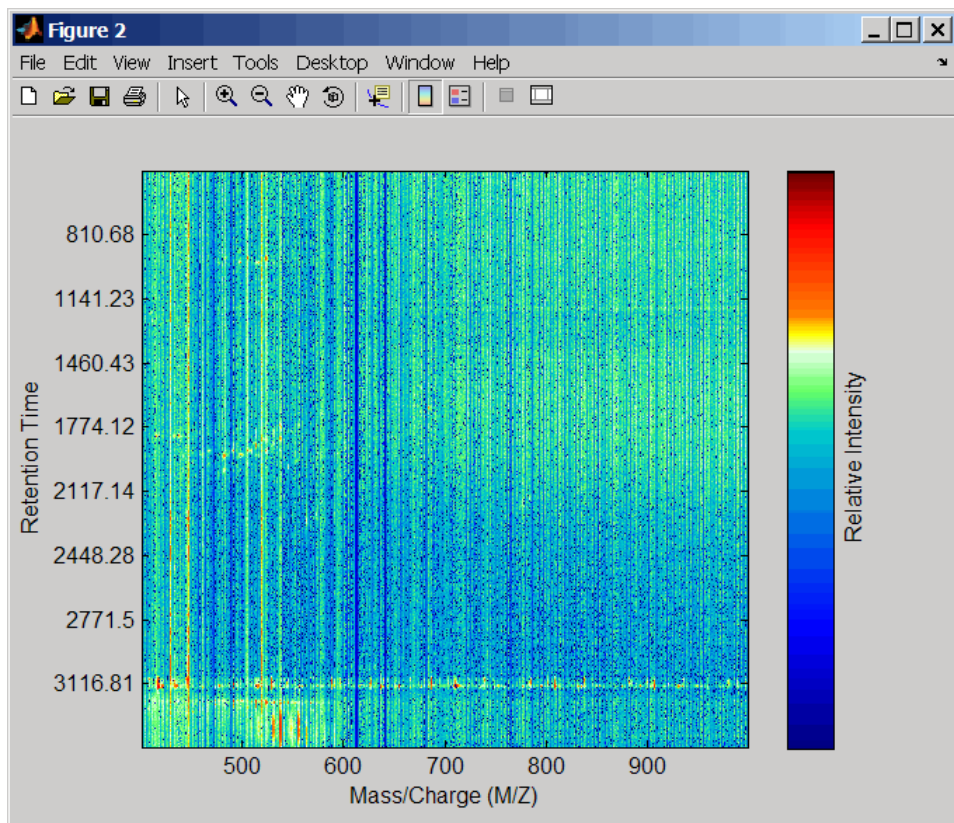 Figure 2
File Edit View Insert Tools Desktop Window Help
810.68
1141.23
1460.43
1774.12
2117.14
2448.28
2771.5
3116.81
Retention Time
500 600 700 800 900
Mass/Charge (M/Z)
Relative Intensity